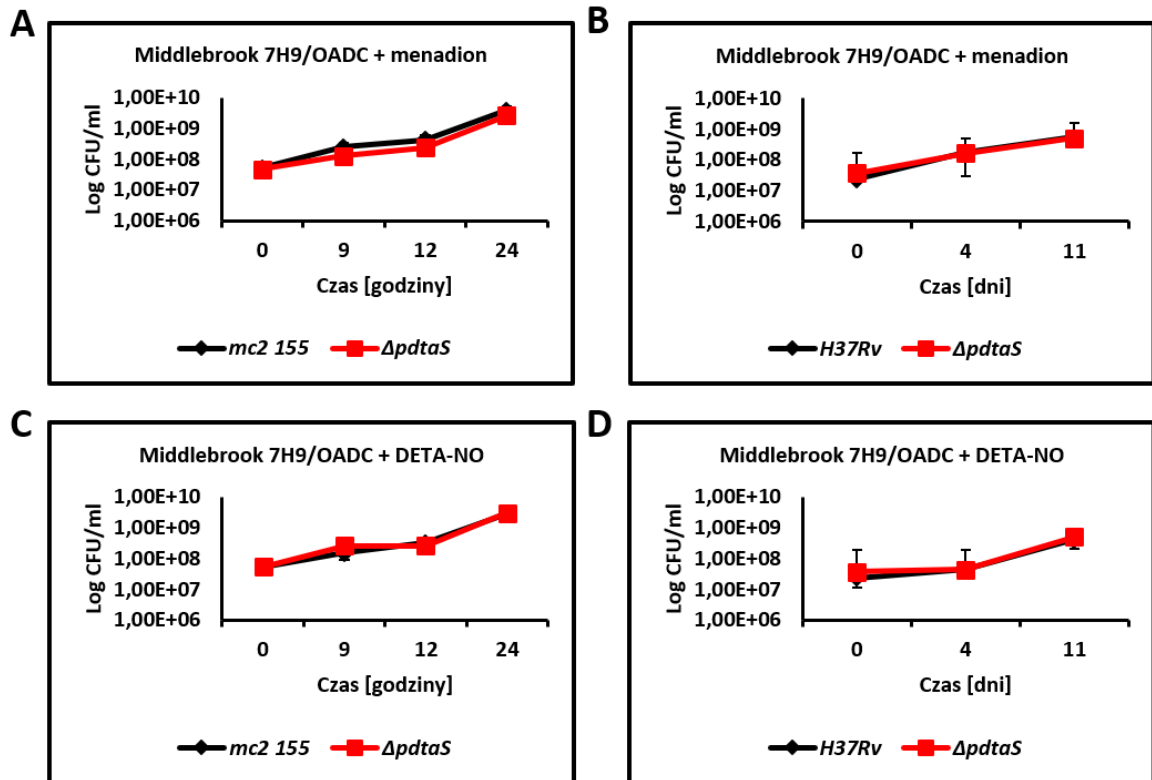 A
Middlebrook 7H9/OADC + menadion
Log CFU/ml
1,00E+10
1,00E+09
1,00E+08
1,00E+07
1,00E+06
0 9 12 24
Czas [godziny]
mc2 155 ΔpdtaS
B
Middlebrook 7H9/OADC + menadion
Log CFU/ml
1,00E+10
1,00E+09
1,00E+08
1,00E+07
1,00E+06
0 4 11
Czas [dni]
H37Rv ΔpdtaS
C
Middlebrook 7H9/OADC + DETA-NO
Log CFU/ml
1,00E+10
1,00E+09
1,00E+08
1,00E+07
1,00E+06
0 9 12 24
Czas [godziny]
mc2 155 ΔpdtaS
D
Middlebrook 7H9/OADC + DETA-NO
Log CFU/ml
1,00E+10
1,00E+09
1,00E+08
1,00E+07
1,00E+06
0 4 11
Czas [dni]
H37Rv ΔpdtaS